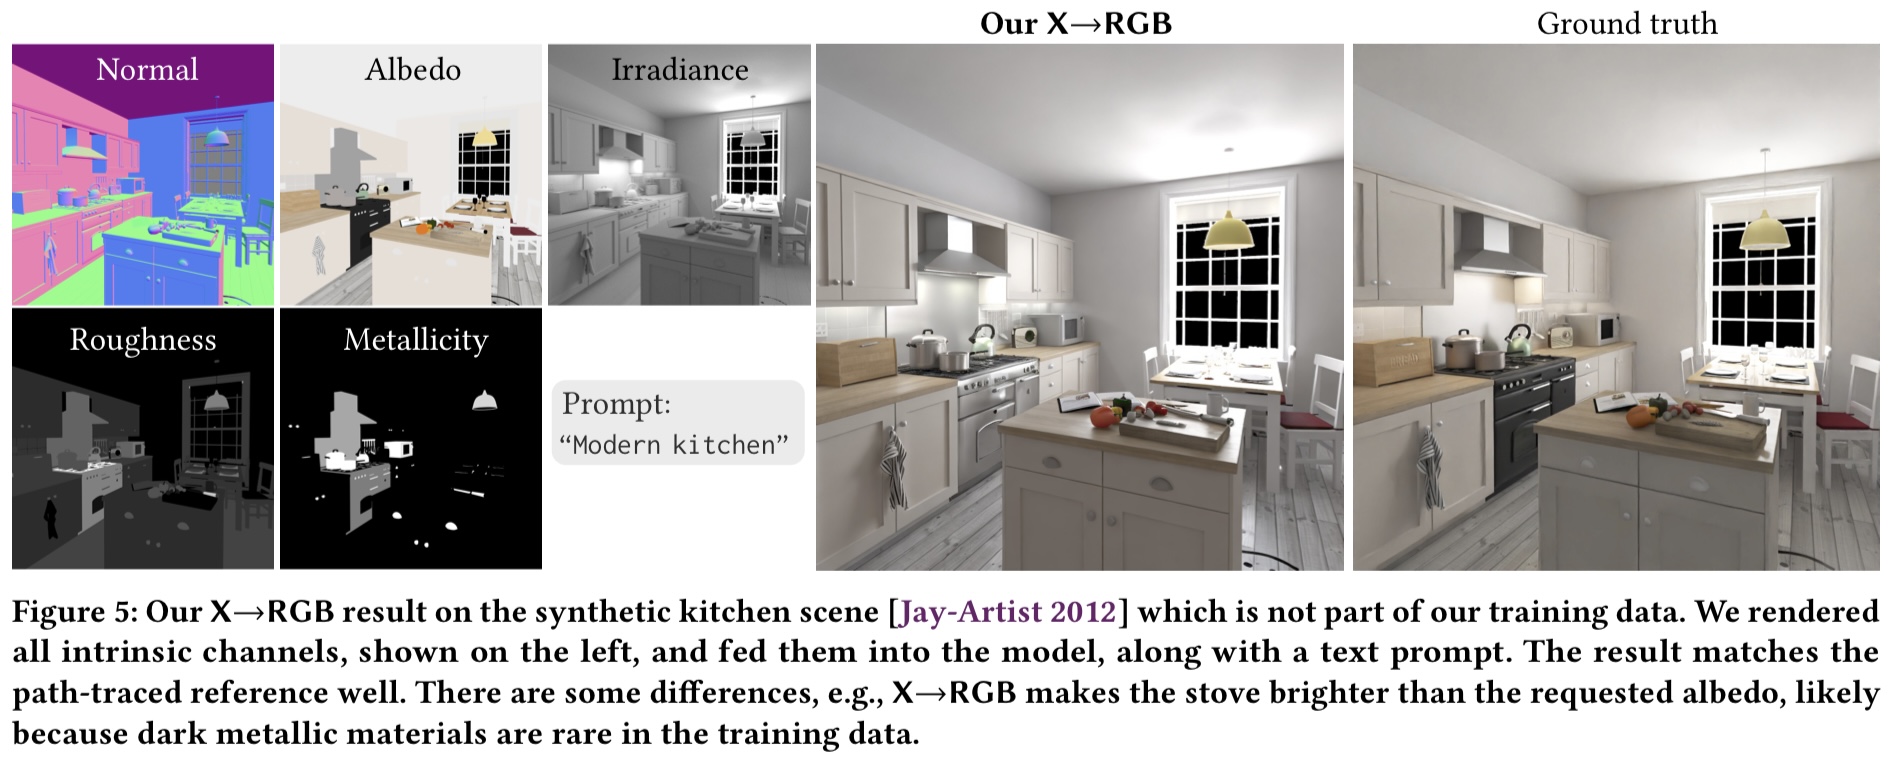 Our X→RGB
Ground truth
Normal
Albedo
Irradiance
Roughness
Metallicity
Prompt:
“Modern kitchen”
Figure 5: Our X→RGB result on the synthetic kitchen scene [Jay-Artist 2012] which is not part of our training data. We rendered
all intrinsic channels, shown on the left, and fed them into the model, along with a text prompt. The result matches the
path-traced reference well. There are some differences, e.g., X→RGB makes the stove brighter than the requested albedo, likely
because dark metallic materials are rare in the training data.